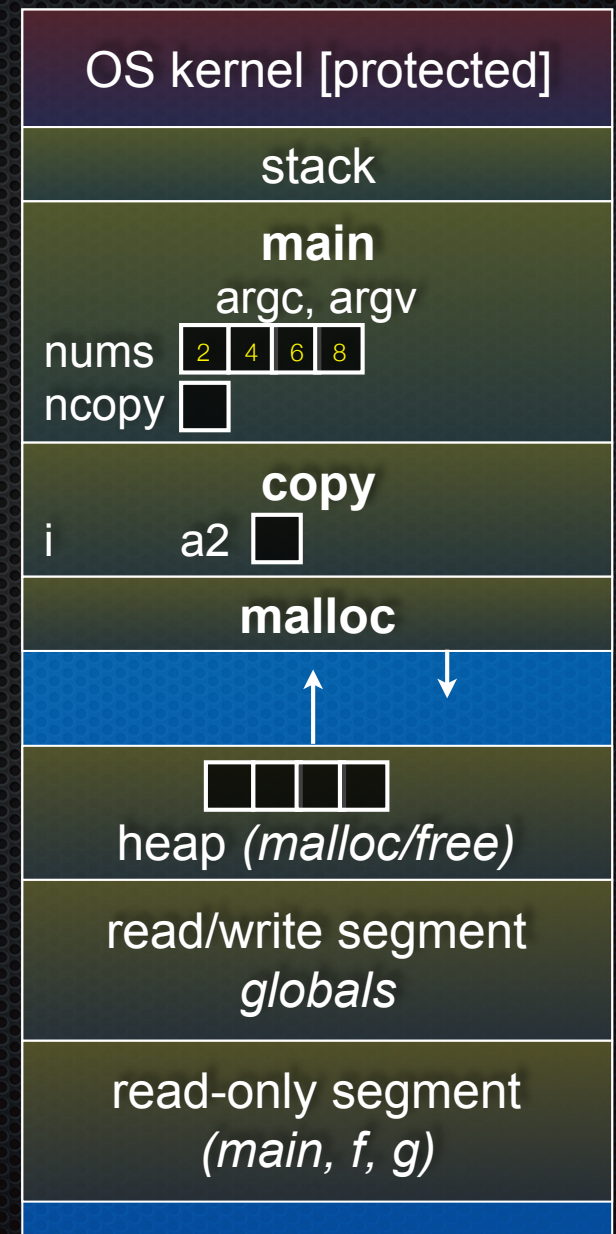 OS kernel [protected]
stack
main
argc, argv
nums 2 4 6 8
ncopy
copy
i a2
malloc
heap (malloc/free)
read/write segment
globals
read-only segment
(main, f, g)